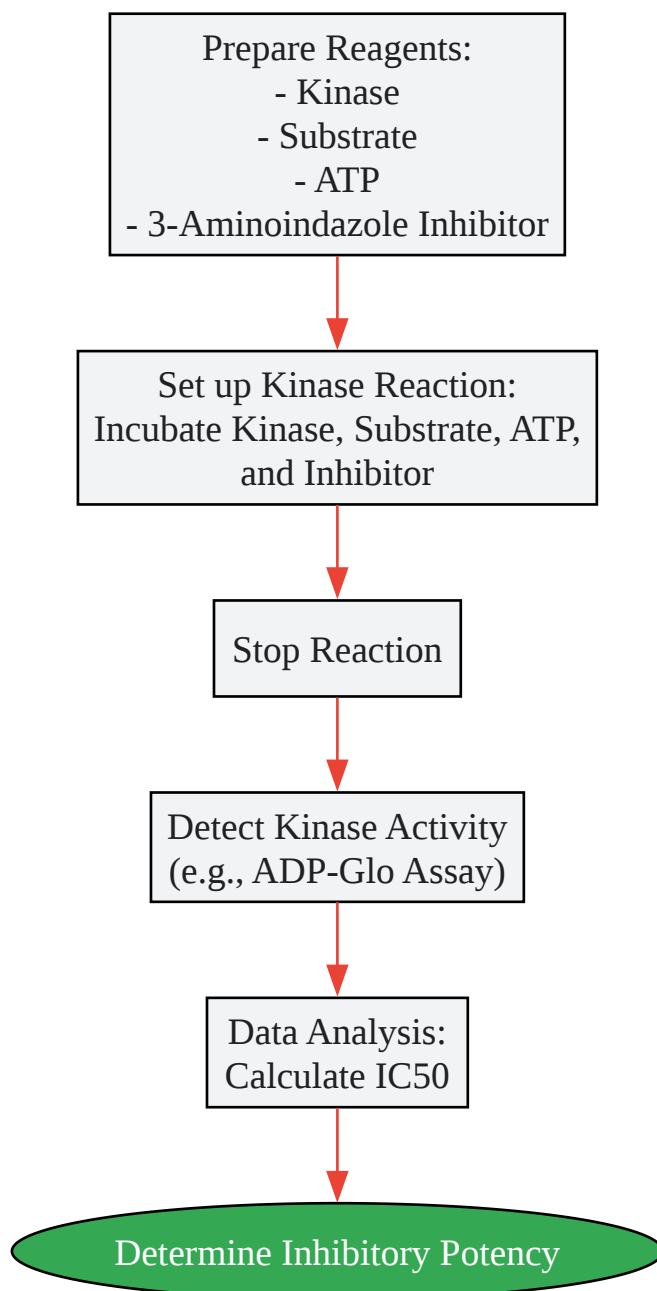 Prepare Reagents:
- Kinase
- Substrate
- ATP
- 3-Aminoindazole Inhibitor
Set up Kinase Reaction:
Incubate Kinase, Substrate, ATP,
and Inhibitor
Stop Reaction
Detect Kinase Activity
(e.g., ADP-Glo Assay)
Data Analysis:
Calculate IC50
Determine Inhibitory Potency